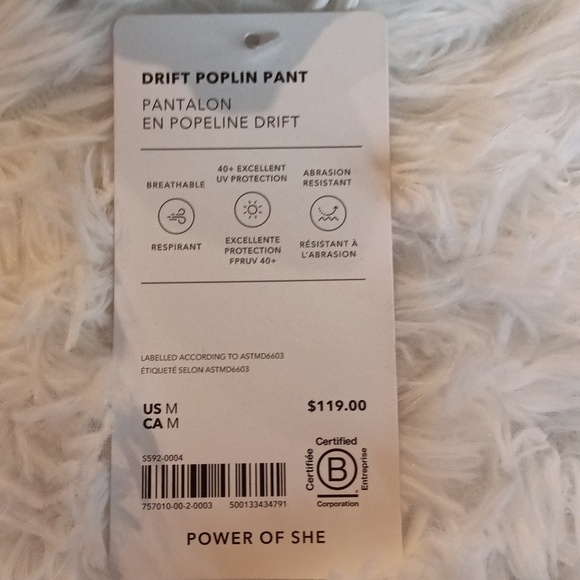 DRIFT POPLIN PANT
PANTALON
EN POPELINE DRIFT
BREATHABLE
RESPIRANT
40+ EXCELLENT
UV PROTECTION
EXCELLENTE
PROTECTION
FPRUV 40+
ABRASION
RESISTANT
RÉSISTANT À
L'ABRASION
LABELLED ACCORDING TO ASTMD6603
ÉTIQUETÉ SELON ASTMD6603
US M
CA M
$119.00
S592-0004
757010-00-2-0003 500133434791
Certified
Certifiée
B
Entreprise
Corporation
POWER OF SHE